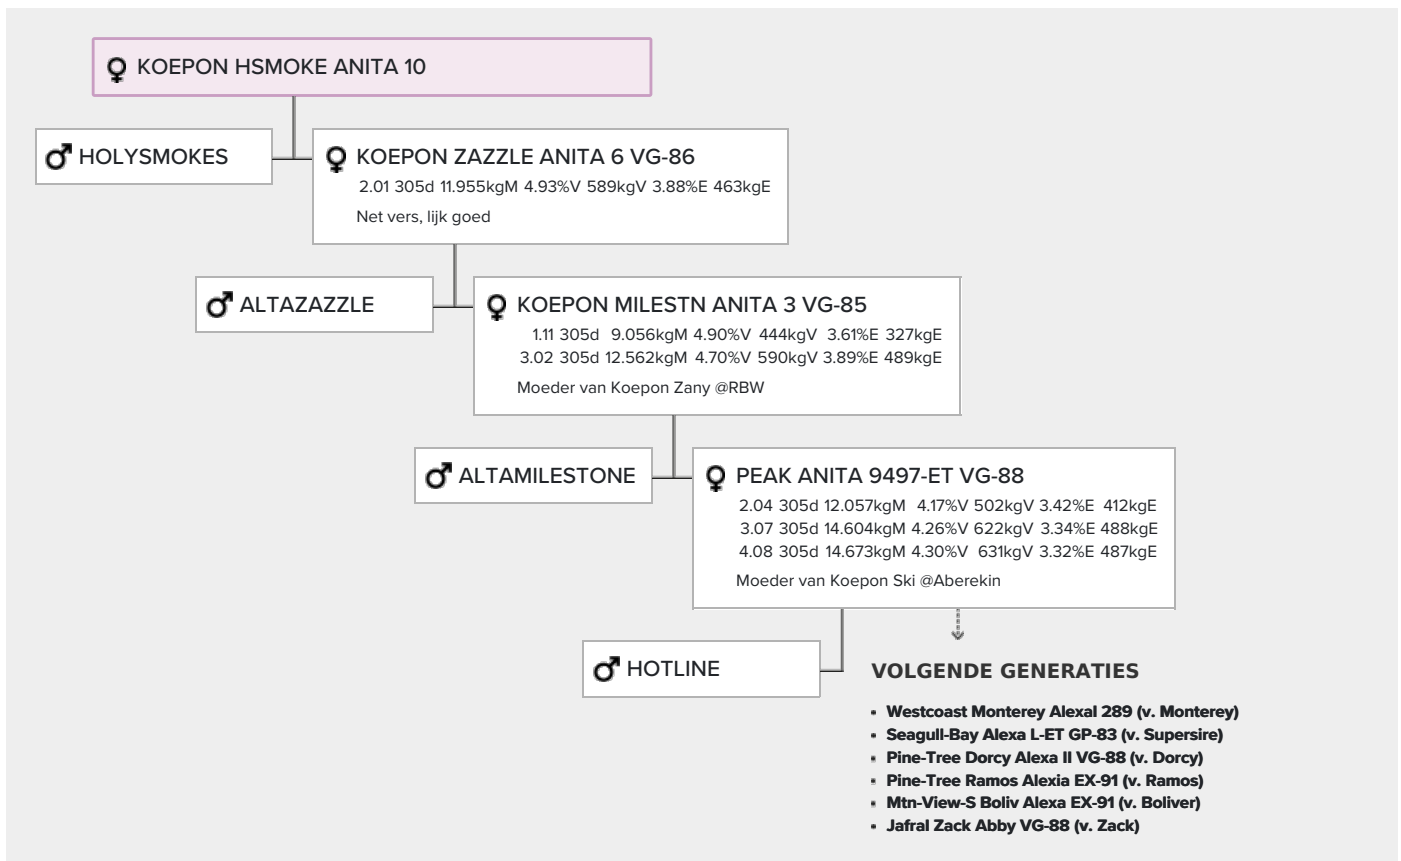 KOEPON HSMOKE ANITA 10
HOLYSMOKES
KOEPON ZAZZLE ANITA 6 VG-86
2.01 305d 11.955kgM 4.93%V 589kgV 3.88%E 463kgE
Net vers, lijk goed
ALTAZAZZLE
KOEPON MILESTN ANITA 3 VG-85
1.11 305d 9.056kgM 4.90%V 444kgV 3.61%E 327kgE
3.02 305d 12.562kgM 4.70%V 590kgV 3.89%E 489kgE
Moeder van Koepon Zany @RBW
ALTAMILESTONE
PEAK ANITA 9497-ET VG-88
2.04 305d 12.057kgM 4.17%V 502kgV 3.42%E 412kgE
3.07 305d 14.604kgM 4.26%V 622kgV 3.34%E 488kgE
4.08 305d 14.673kgM 4.30%V 631kgV 3.32%E 487kgE
Moeder van Koepon Ski @Aberekin
HOTLINE
VOLGENDE GENERATIES
Westcoast Monterey Alexal 289 (v. Monterey)
Seagull-Bay Alexa L-ET GP-83 (v. Supersire)
Pine-Tree Dorcy Alexa II VG-88 (v. Dorcy)
Pine-Tree Ramos Alexia EX-91 (v. Ramos)
Mtn-View-S Boliv Alexa EX-91 (v. Boliver)
Jafral Zack Abby VG-88 (v. Zack)